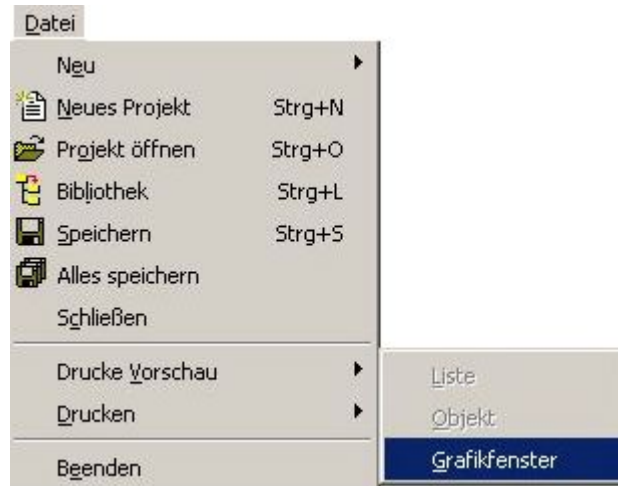 Datei
Neu
Neues Projekt Strg+N
Projekt öffnen Strg+O
Bibliothek Strg+L
Speichern Strg+S
Alles speichern
Schließen
Drucke Vorschau
Liste
Drucken
Objekt
Beenden
Grafikfenster